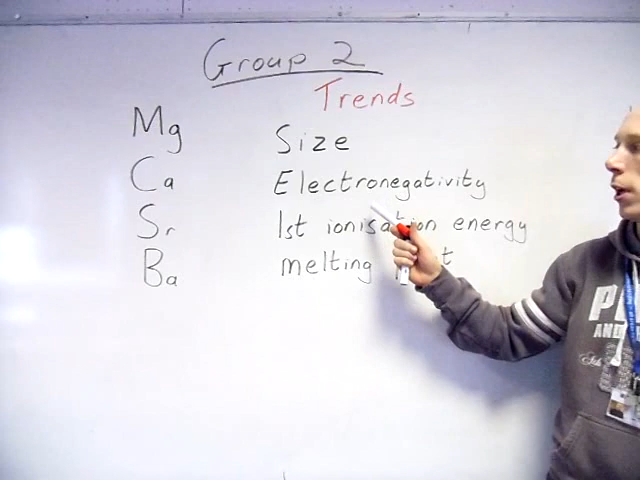 Group 2
Trends
Mg
Size
Ca
Electronegativity
Sr
1st ionisation energy
Ba
melting